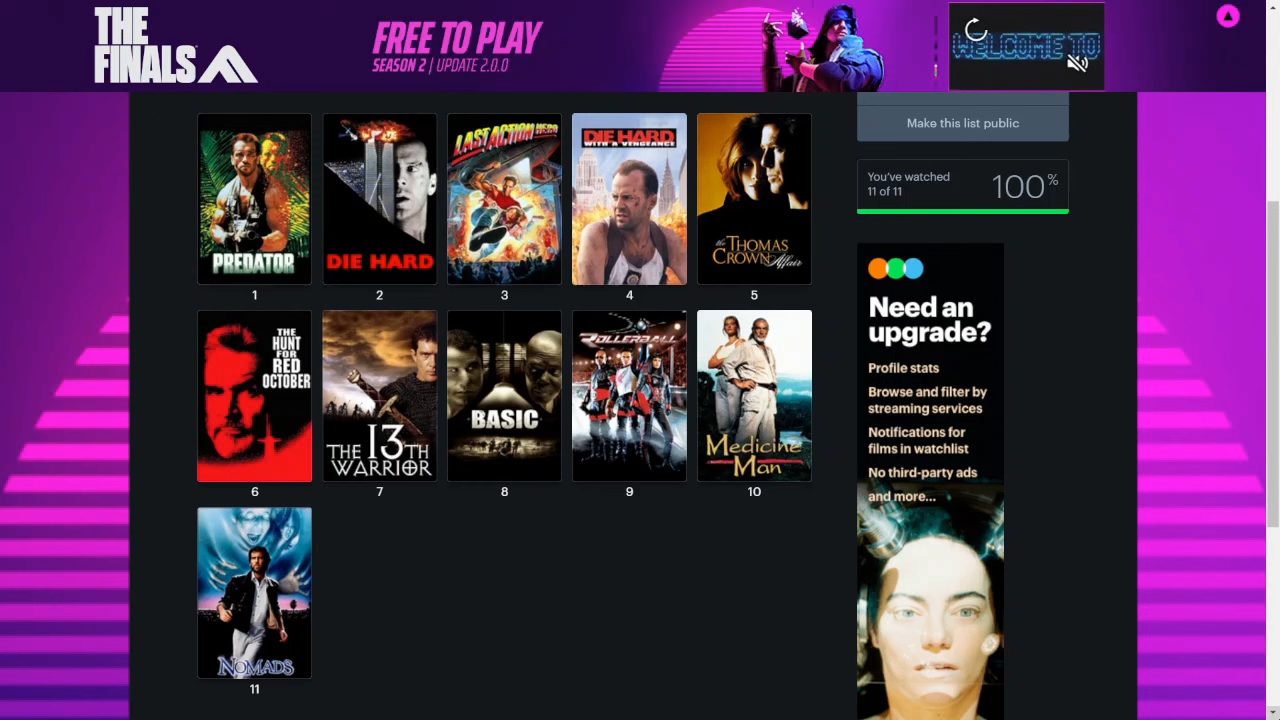 THE
FINALS
FREE TO PLAY
SEASON 2 | UPDATE 2.0.0
WELCOME TO
PREDATOR
1
DIE HARD
2
LAST ACTION HERO
3
DIE HARD
WITH A VENGEANCE
4
the THOMAS
CROWN Affair
5
THE
HUNT
FOR
RED
OCTOBER
6
THE 13TH
WARRIOR
7
BASIC
8
ROLLERBALL
9
Medicine
Man
10
NOMADS
11
Make this list public
You've watched
11 of 11
100%
Need an
upgrade?
Profile stats
Browse and filter by
streaming services
Notifications for
films in watchlist
No third-party ads
and more...